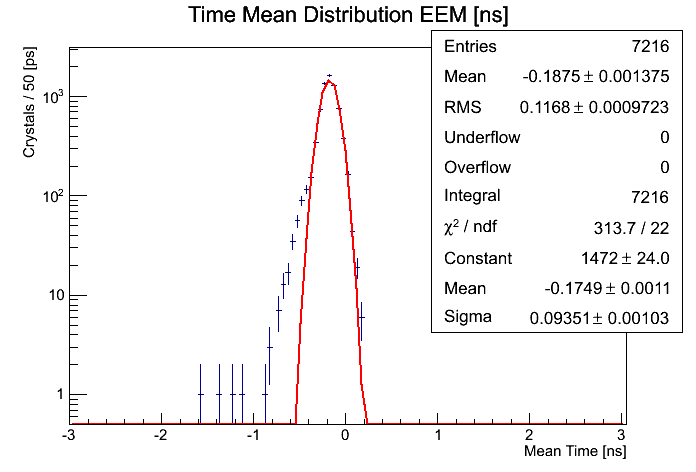 Time Mean Distribution EEM [ns]
Entries 7216
Mean -0.1875 ± 0.001375
RMS 0.1168 ± 0.0009723
Underflow 0
Overflow 0
Integral 7216
χ² / ndf 313.7 / 22
Constant 1472 ± 24.0
Mean -0.1749 ± 0.0011
Sigma 0.09351 ± 0.00103
Crystals / 50 [ps]
10³
10²
10
1
-3 -2 -1 0 1 2 3
Mean Time [ns]